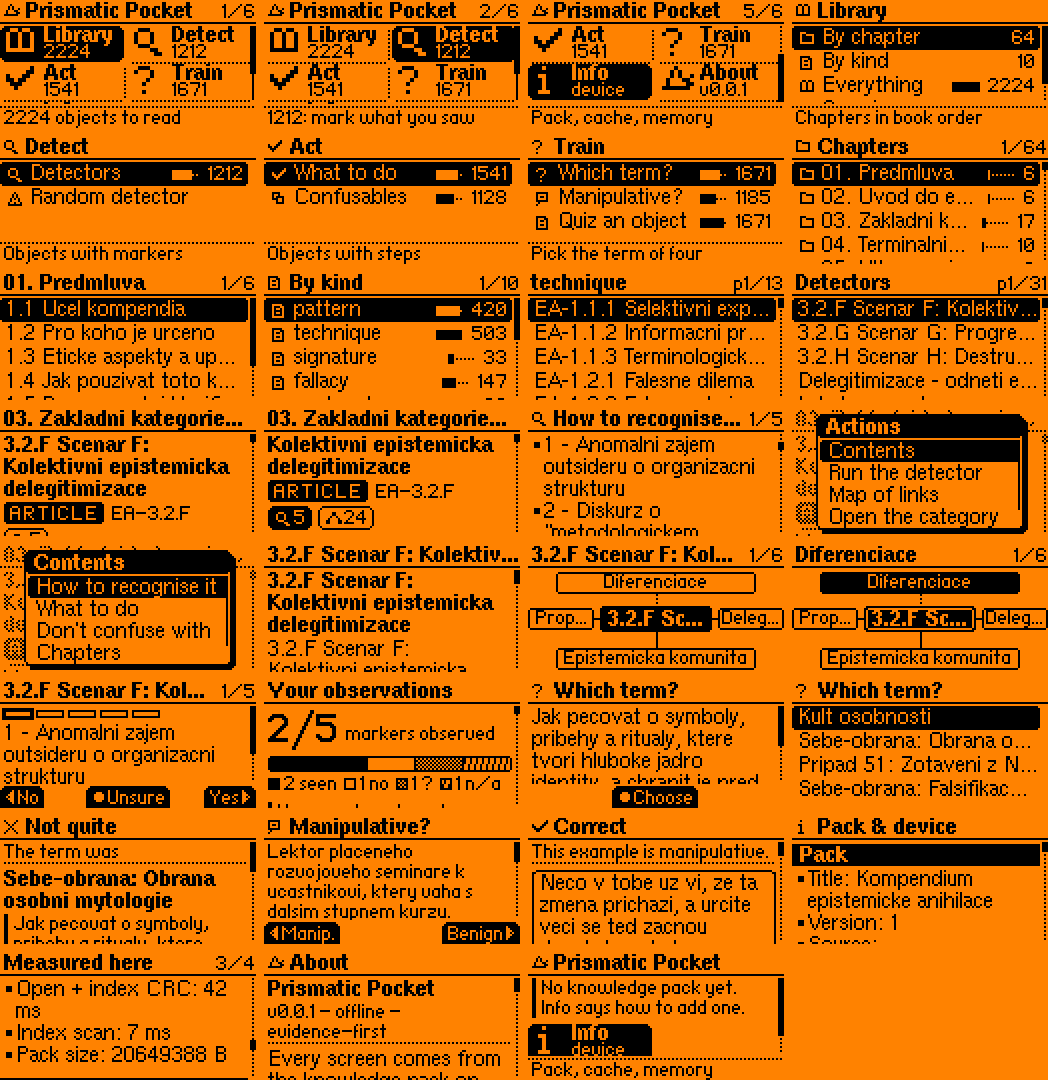 Prismatic Pocket 1/6
Library
2224
Detect
1212
Act
1541
Train
1671
2224 objects to read
Prismatic Pocket 2/6
Library
2224
Detect
1212
Act
1541
Train
1671
1212: mark what you saw
Prismatic Pocket 5/6
Act
1541
Train
1671
Info
device
About
v0.0.1
Pack, cache, memory
Library
By chapter 64
By kind 10
Everything 2224
Chapters in book order
Detect
Detectors 1212
Random detector
Objects with markers
Act
What to do 1541
Confusables 1128
Objects with steps
Train
Which term? 1671
Manipulative? 1185
Quiz an object 1671
Pick the term of four
Chapters 1/64
01. Predmluva 6
02. Uvod do e... 6
03. Zakladni k... 17
04. Terminalni... 10
01. Predmluva 1/6
1.1 Ucel kompendia
1.2 Pro koho je urceno
1.3 Eticke aspekty a up...
1.4 Jak pouzivat toto k...
By kind 1/10
pattern 420
technique 503
signature 33
fallacy 147
technique p1/13
EA-1.1.1 Selektivni exp...
EA-1.1.2 Informacni pr...
EA-1.1.3 Terminologick...
EA-1.2.1 Falesne dilema
Detectors p1/31
3.2.F Scenar F: Kolektiv...
3.2.G Scenar G: Progre...
3.2.H Scenar H: Destru...
Delegitimizace - odneti e...
03. Zakladni kategorie...
3.2.F Scenar F:
Kolektivni epistemicka
delegitimizace
ARTICLE EA-3.2.F
03. Zakladni kategorie...
Kolektivni epistemicka
delegitimizace
ARTICLE EA-3.2.F
5 24
How to recognise... 1/5
1 - Anomalni zajem
outsideru o organizacni
strukturu
2 - Diskurz o
"metodologickem
Actions
Contents
Run the detector
Map of links
Open the category
Contents
How to recognise it
What to do
Don't confuse with
Chapters
3.2.F Scenar F: Kolektiv...
3.2.F Scenar F:
Kolektivni epistemicka
delegitimizace
3.2.F Scenar F:
Kolektivni epistemicka
3.2.F Scenar F: Kol... 1/6
Diferenciace
Prop... 3.2.F Sc... Deleg...
Epistemicka komunita
Diferenciace 1/6
Diferenciace
Prop... 3.2.F Sc... Deleg...
Epistemicka komunita
3.2.F Scenar F: Kol... 1/5
1 - Anomalni zajem
outsideru o organizacni
strukturu
No Unsure Yes
Your observations
2/5 markers observed
2 seen 1 no 1 ? 1 n/a
Which term?
Jak pecovat o symboly,
pribehy a ritualy, ktere
tvori hluboke jadro
identity, a chranit je pred
Choose
Which term?
Kult osobnosti
Sebe-obrana: Obrana o...
Pripad 51: Zotaveni z N...
Sebe-obrana: Falsifikac...
Not quite
The term was
Sebe-obrana: Obrana
osobni mytologie
Jak pecovat o symboly,
pribehy a ritualy, ktere
Manipulative?
Lektor placeneho
rozvojoveho seminare k
ucastnikovi, ktery vaha s
dalsim stupnem kurzu.
Manip. Benign
Correct
This example is manipulative.
Neco v tobe uz vi, ze ta
zmena prichazi, a urcite
veci se ted zacnou
Pack & device
Pack
Title: Kompendium
epistemicke anihilace
Version: 1
Source:
Measured here 3/4
Open + index CRC: 42
ms
Index scan: 7 ms
Pack size: 20649388 B
About
Prismatic Pocket
v0.0.1 - offline -
evidence-first
Every screen comes from
the knowledge pack on
Prismatic Pocket
No knowledge pack yet.
Info says how to add one.
Info
device
Pack, cache, memory